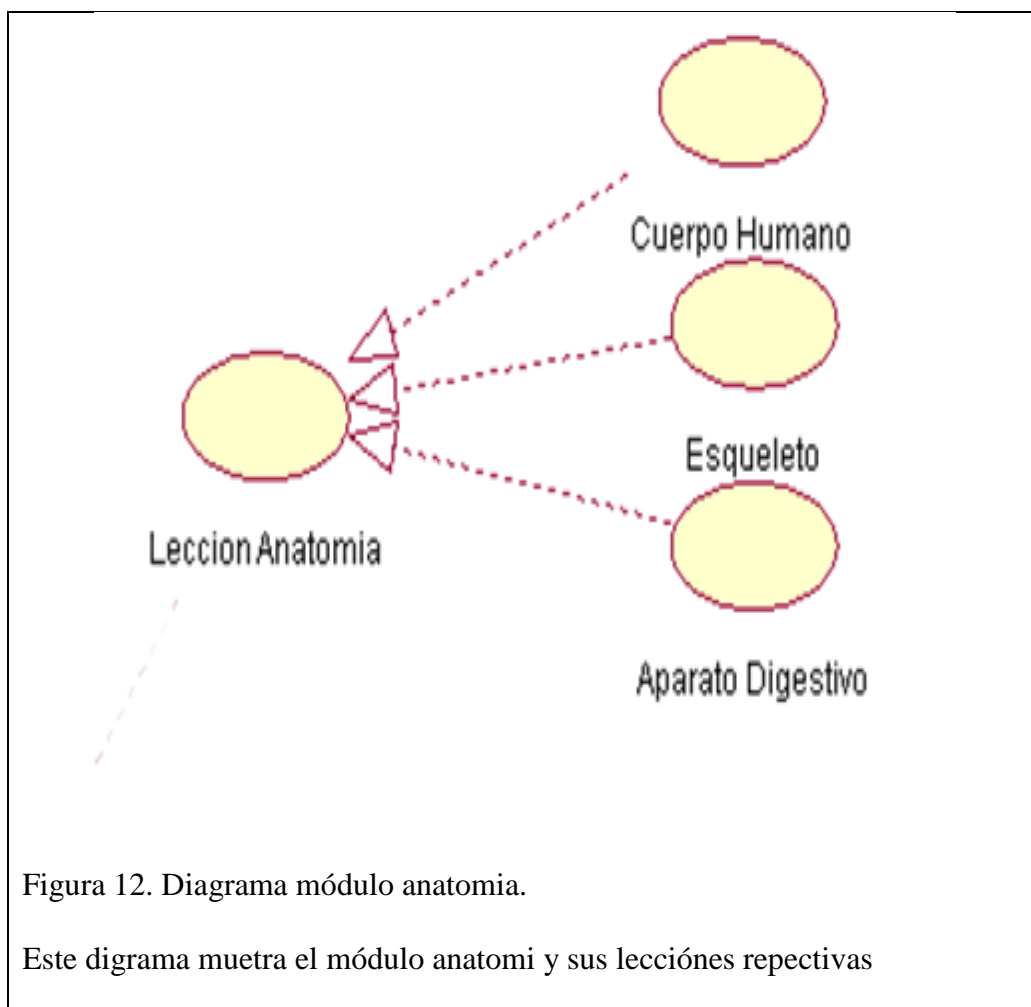 Cuerpo Humano
Esqueleto
Leccion Anatomia
Aparato Digestivo
Figura 12. Diagrama módulo anatomia.
Este digrama muetra el módulo anatomi y sus lecciónes repectivas